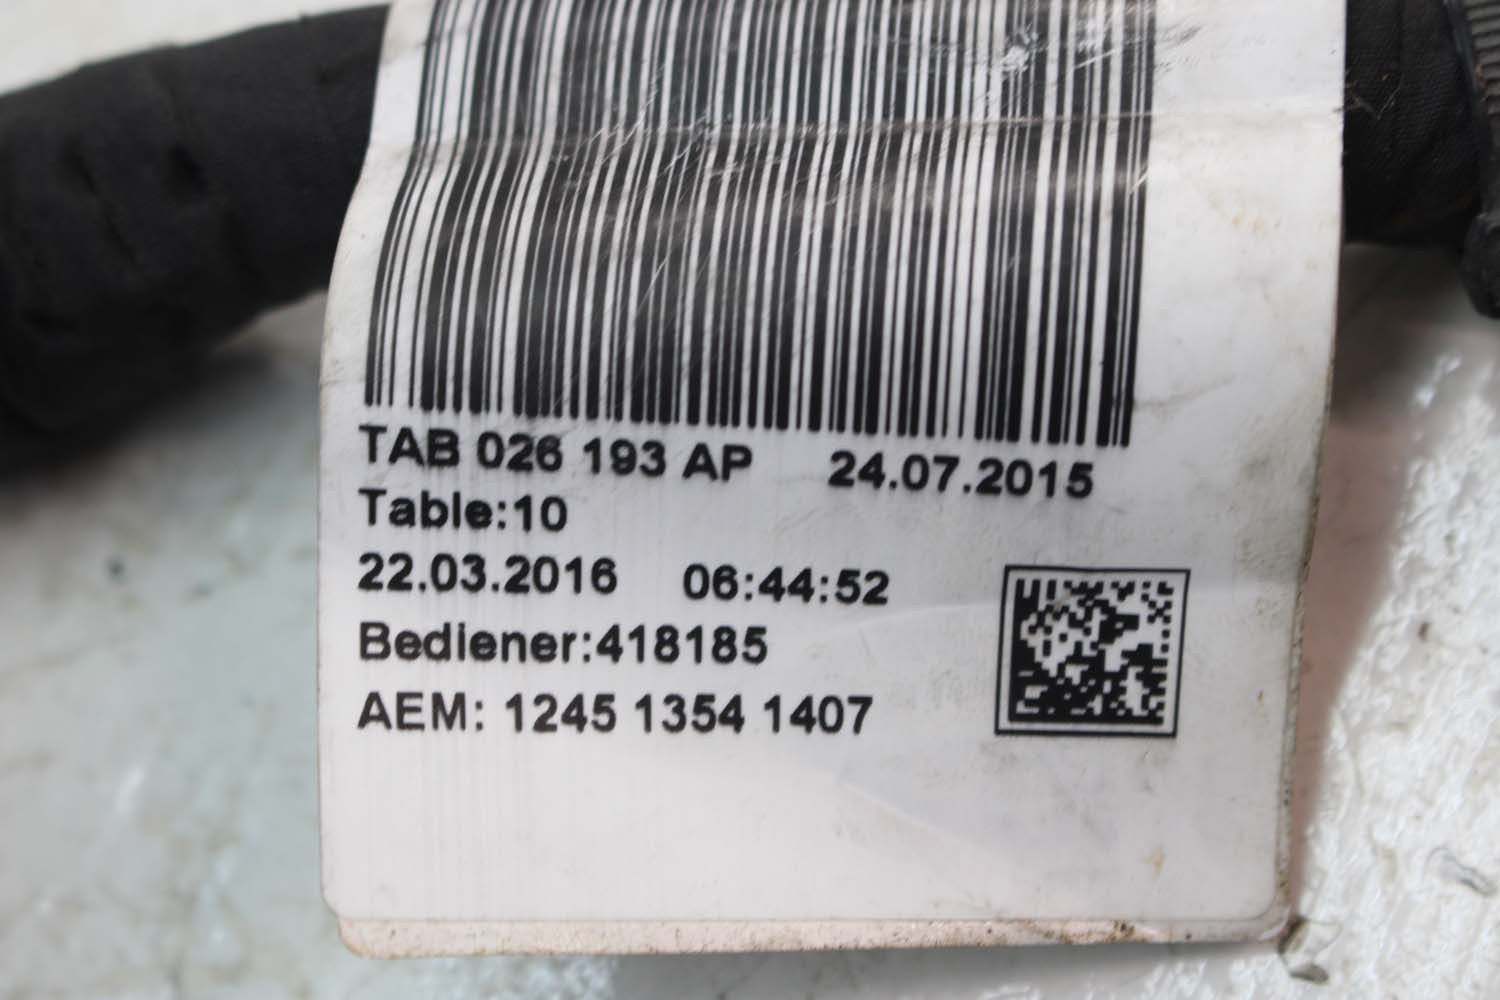 TAB 026 193 AP 24.07.2015
Table:10
22.03.2016 06:44:52
Bediener:418185
AEM: 1245 1354 1407